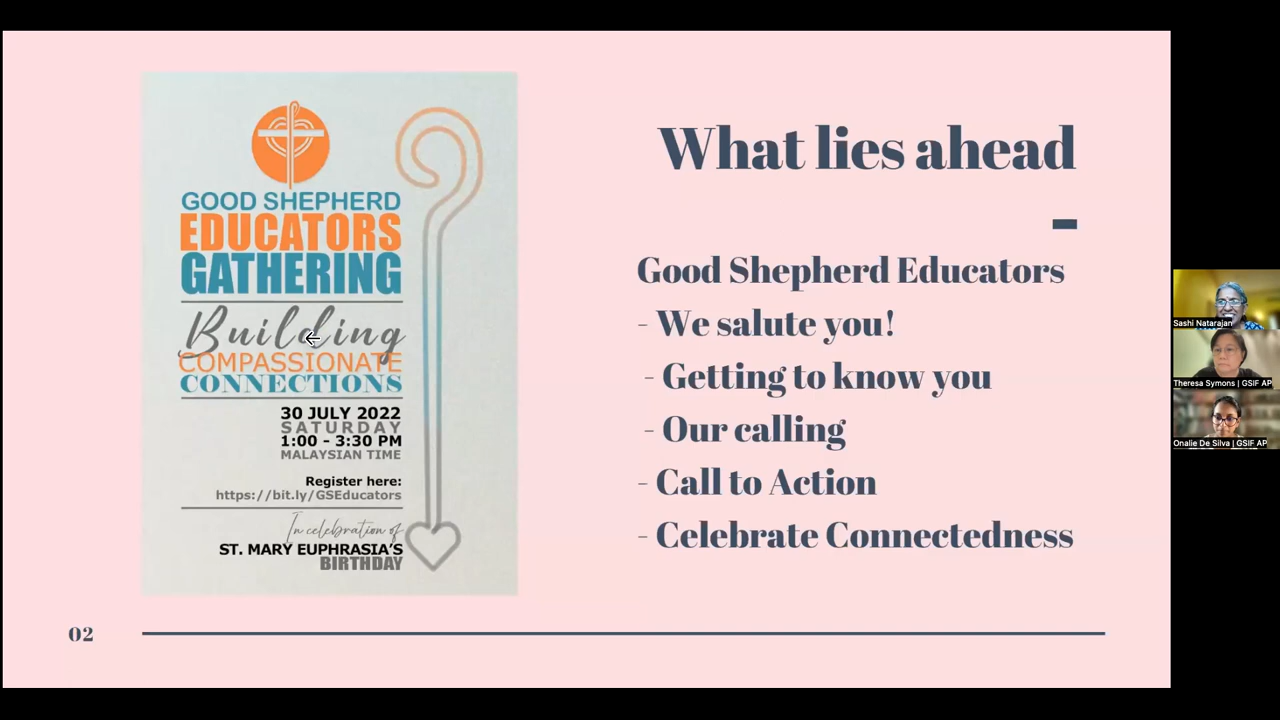 GOOD SHEPHERD
EDUCATORS
GATHERING
Building
COMPASSIONATE
CONNECTIONS
30 JULY 2022
SATURDAY
1:00 - 3:30 PM
MALAYSIAN TIME
Register here:
https://bit.ly/GSEducators
In celebration of
ST. MARY EUPHRASIA'S
BIRTHDAY
What lies ahead
-
Good Shepherd Educators
- We salute you!
- Getting to know you
- Our calling
- Call to Action
- Celebrate Connectedness
02
Sashi Natarajan
Theresa Symons | GSIF AP
Onalie De Silva | GSIF AP